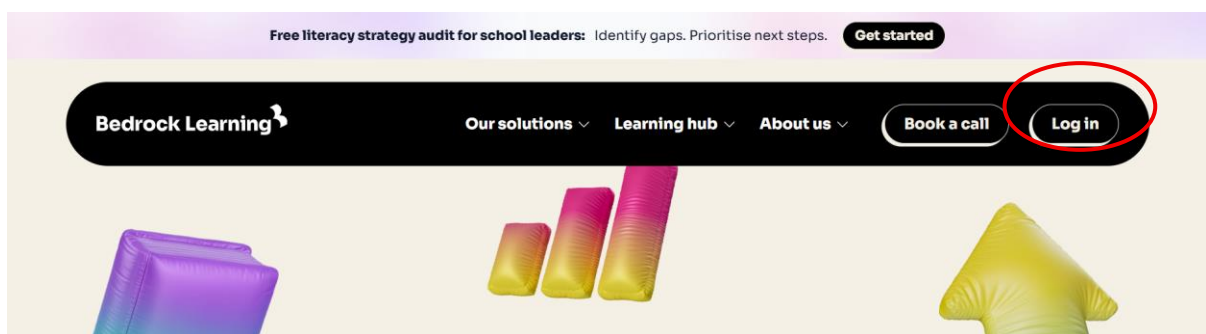 Free literacy strategy audit for school leaders: Identify gaps. Prioritise next steps. Get started
Bedrock Learning Our solutions Learning hub About us Book a call Log in